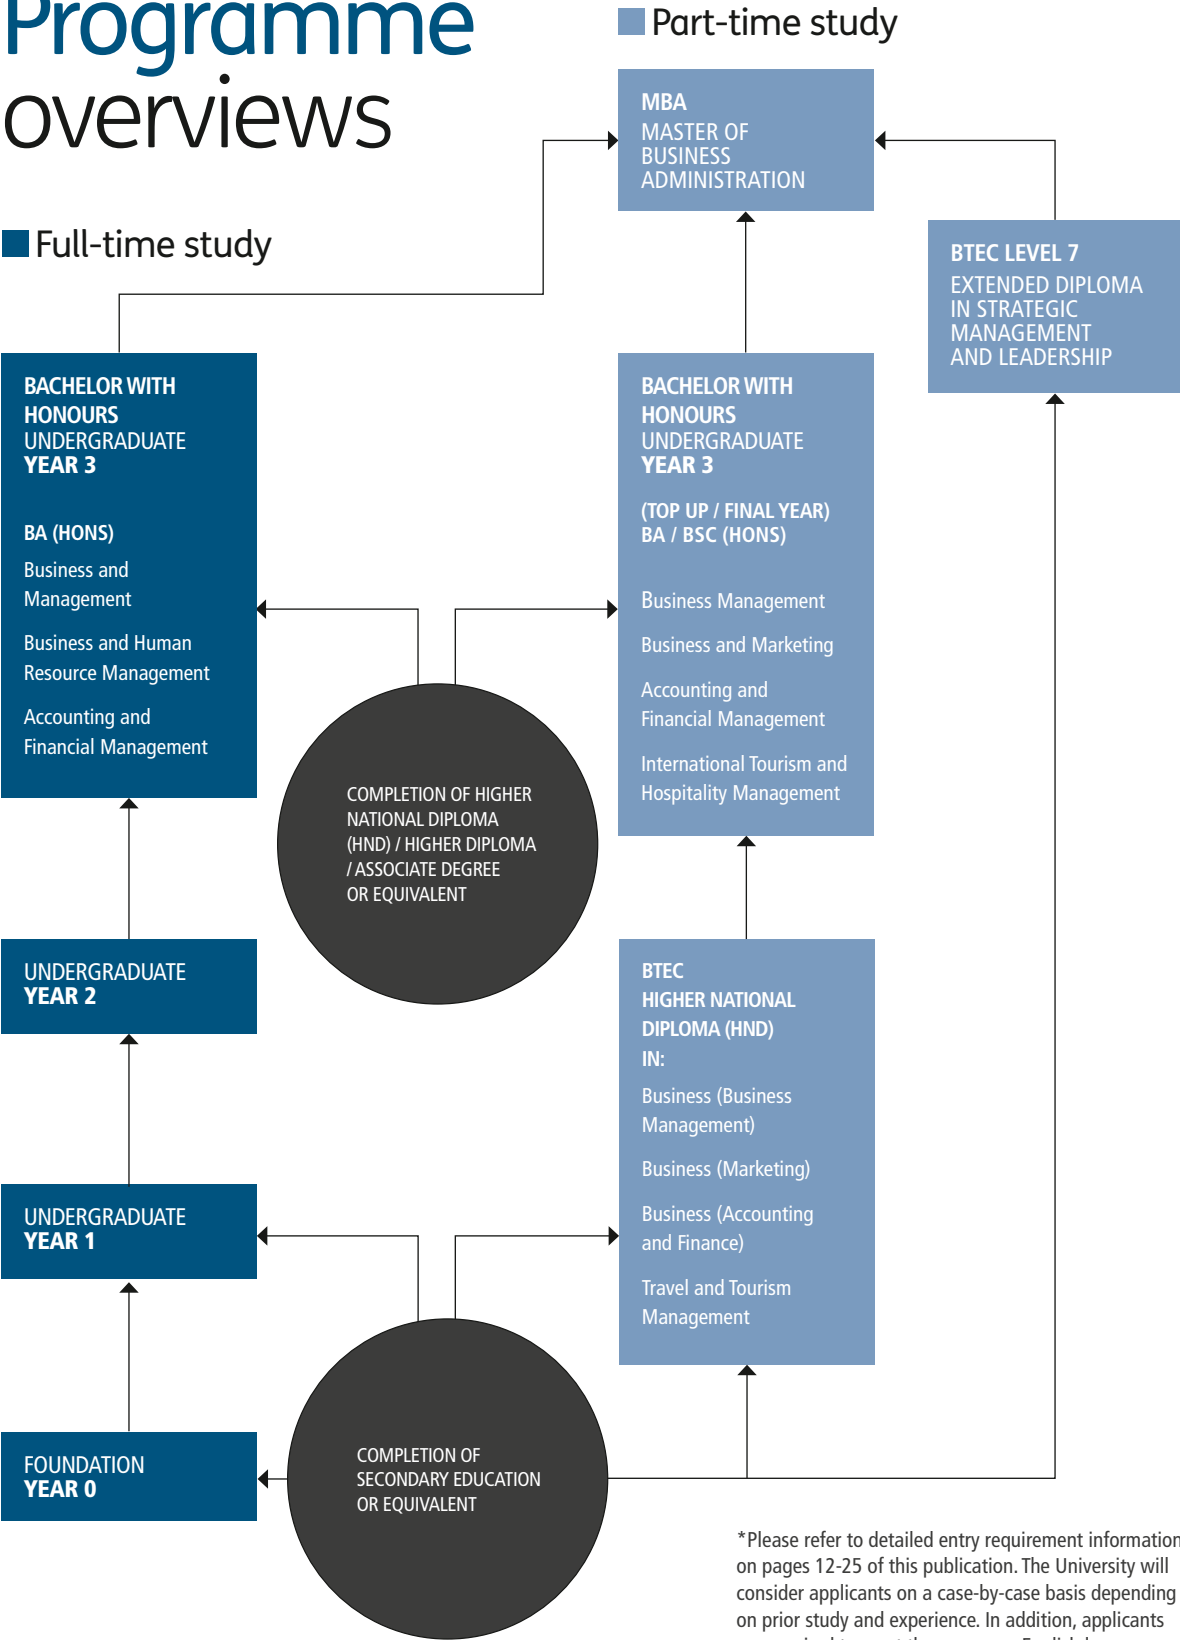 Programme
overviews
Part-time study
Full-time study
MBA
MASTER OF
BUSINESS
ADMINISTRATION
BTEC LEVEL 7
EXTENDED DIPLOMA
IN STRATEGIC
MANAGEMENT
AND LEADERSHIP
BACHELOR WITH
HONOURS
UNDERGRADUATE
YEAR 3
BA (HONS)
Business and
Management
Business and Human
Resource Management
Accounting and
Financial Management
BACHELOR WITH
HONOURS
UNDERGRADUATE
YEAR 3
(TOP UP / FINAL YEAR)
BA / BSC (HONS)
Business Management
Business and Marketing
Accounting and
Financial Management
International Tourism and
Hospitality Management
COMPLETION OF HIGHER
NATIONAL DIPLOMA
(HND) / HIGHER DIPLOMA
/ ASSOCIATE DEGREE
OR EQUIVALENT
UNDERGRADUATE
YEAR 2
BTEC
HIGHER NATIONAL
DIPLOMA (HND)
IN:
Business (Business
Management)
Business (Marketing)
Business (Accounting
and Finance)
Travel and Tourism
Management
UNDERGRADUATE
YEAR 1
FOUNDATION
YEAR 0
COMPLETION OF
SECONDARY EDUCATION
OR EQUIVALENT
*Please refer to detailed entry requirement information
on pages 12-25 of this publication. The University will
consider applicants on a case-by-case basis depending
on prior study and experience. In addition, applicants